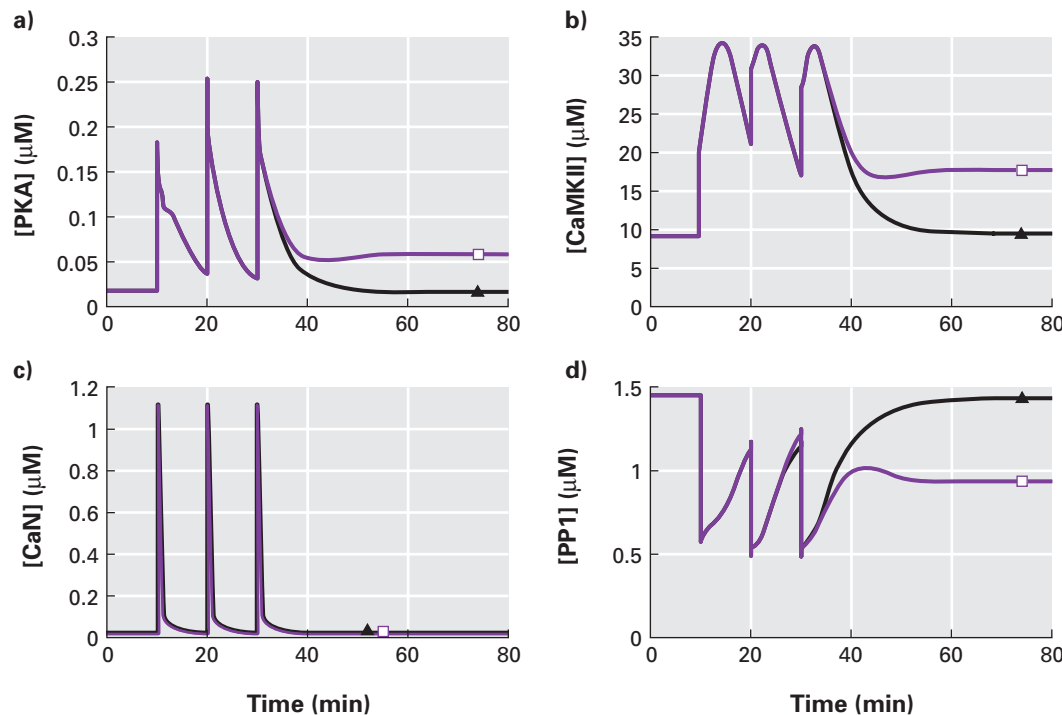 a)
[PKA] (µM)
0.3
0.25
0.2
0.15
0.1
0.05
0
0 20 40 60 80
b)
[CaMKII] (µM)
35
30
25
20
15
10
5
0
0 20 40 60 80
c)
[CaN] (µM)
1.2
1
0.8
0.6
0.4
0.2
0
0 20 40 60 80
Time (min)
d)
[PP1] (µM)
1.5
1
0.5
0
0 20 40 60 80
Time (min)